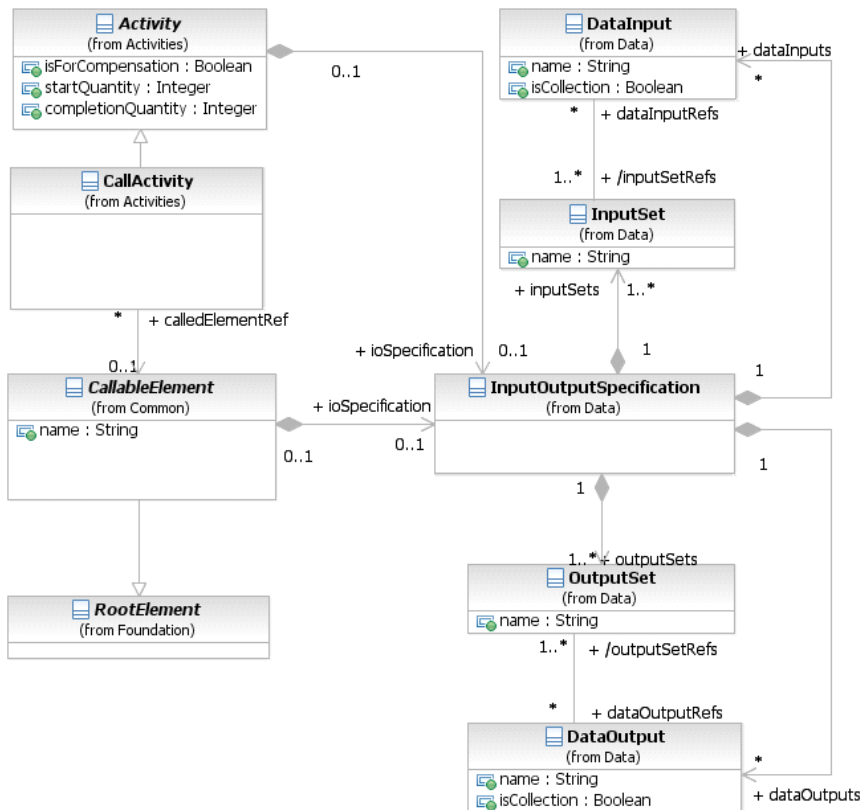 Activity
(from Activities)
isForCompensation : Boolean
startQuantity : Integer
completionQuantity : Integer
0..1
DataInput
(from Data)
name : String
isCollection : Boolean
+ dataInputs
*
* + dataInputRefs
1..* + /inputSetRefs
CallActivity
(from Activities)
InputSet
(from Data)
name : String
+ inputSets 1..*
* + calledElementRef
0..1
+ ioSpecification 0..1
1
1
CallableElement
(from Common)
name : String
+ ioSpecification
0..1
0..1
InputOutputSpecification
(from Data)
1
1
1..* + outputSets
RootElement
(from Foundation)
OutputSet
(from Data)
name : String
1..* + /outputSetRefs
* + dataOutputRefs
DataOutput
(from Data)
name : String
isCollection : Boolean
*
+ dataOutputs